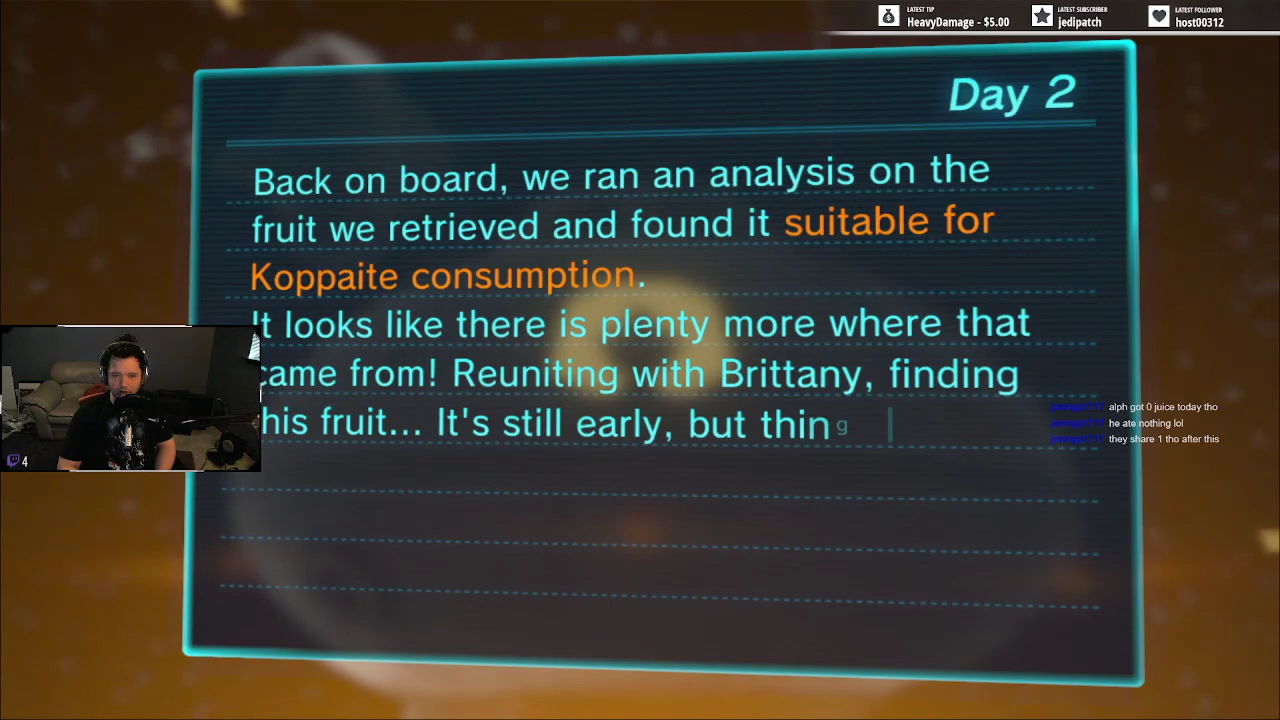 LATEST TIP
HeavyDamage - $5.00
LATEST SUBSCRIBER
jedipatch
LATEST FOLLOWER
host00312
Day 2
Back on board, we ran an analysis on the
fruit we retrieved and found it suitable for
Koppaite consumption.
It looks like there is plenty more where that
came from! Reuniting with Brittany, finding
his fruit... It's still early, but thing
alph got 0 juice today tho
he ate nothing lol
they share 1 tho after this
4